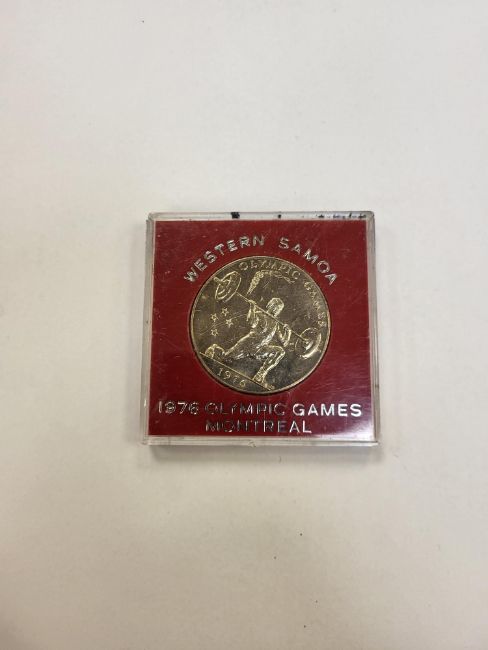 WESTERN SAMOA
OLYMPIC GAMES
1976
1976 OLYMPIC GAMES
MONTREAL